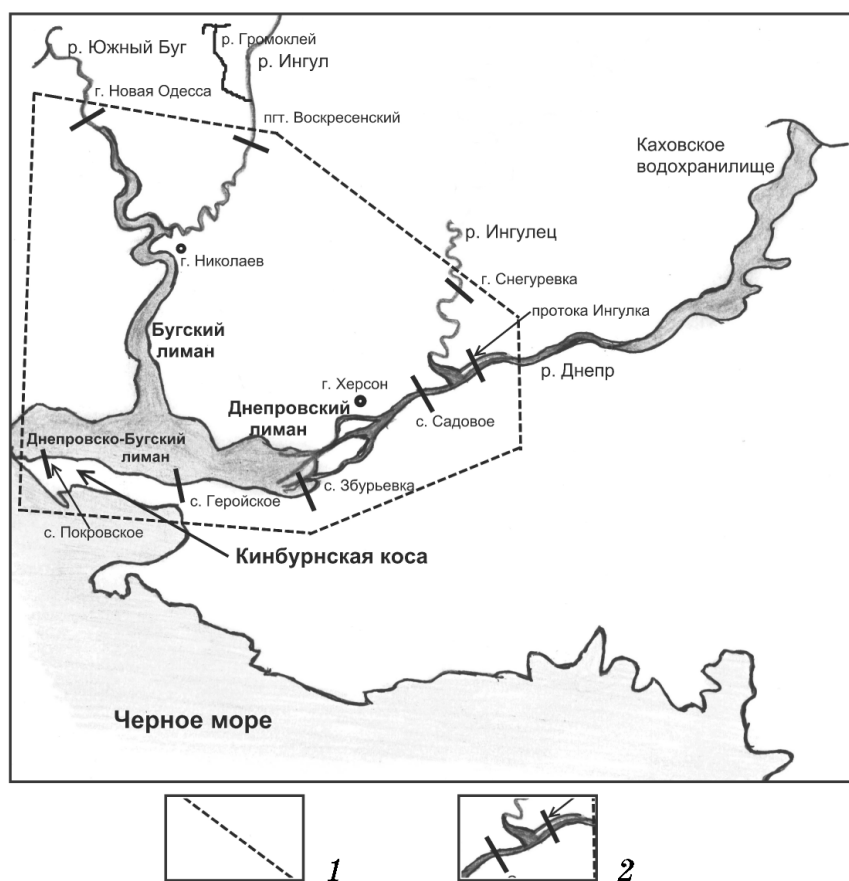 р. Южный Буг
р. Громоклей
р. Ингул
г. Новая Одесса
пгт. Воскресенский
Каховское
водохранилище
р. Ингулец
г. Николаев
г. Снегуревка
протока Ингулка
Бугский
лиман
р. Днепр
г. Херсон
Днепровский
лиман
с. Садовое
Днепровско-Бугский
лиман
с. Збурьевка
с. Геройское
с. Покровское
Кинбурнская коса
Черное море
1
2